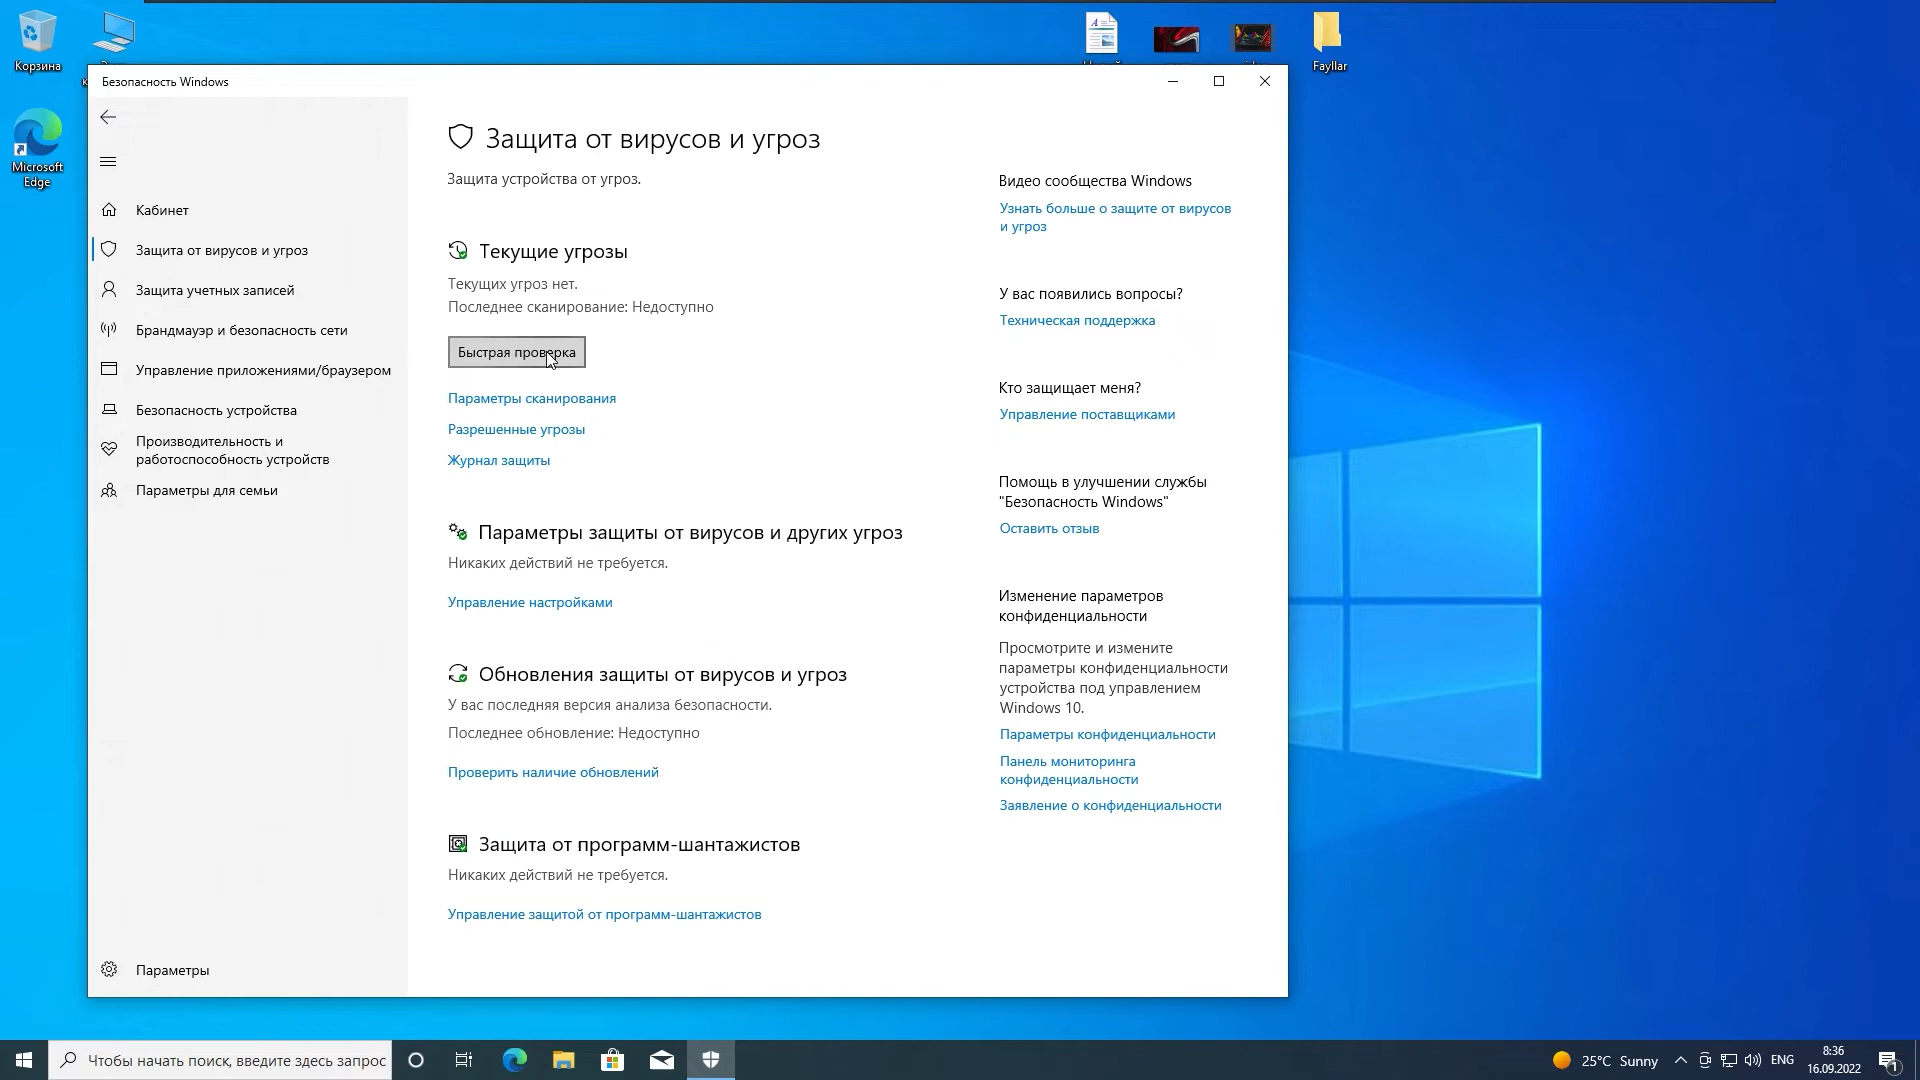 Корзина
Microsoft
Edge
Fayllar
Безопасность Windows
Кабинет
Защита от вирусов и угроз
Защита учетных записей
Брандмауэр и безопасность сети
Управление приложениями/браузером
Безопасность устройства
Производительность и
работоспособность устройств
Параметры для семьи
Параметры
Защита от вирусов и угроз
Защита устройства от угроз.
Текущие угрозы
Текущих угроз нет.
Последнее сканирование: Недоступно
Быстрая проверка
Параметры сканирования
Разрешенные угрозы
Журнал защиты
Параметры защиты от вирусов и других угроз
Никаких действий не требуется.
Управление настройками
Обновления защиты от вирусов и угроз
У вас последняя версия анализа безопасности.
Последнее обновление: Недоступно
Проверить наличие обновлений
Защита от программ-шантажистов
Никаких действий не требуется.
Управление защитой от программ-шантажистов
Видео сообщества Windows
Узнать больше о защите от вирусов
и угроз
У вас появились вопросы?
Техническая поддержка
Кто защищает меня?
Управление поставщиками
Помощь в улучшении службы
"Безопасность Windows"
Оставить отзыв
Изменение параметров
конфиденциальности
Просмотрите и измените
параметры конфиденциальности
устройства под управлением
Windows 10.
Параметры конфиденциальности
Панель мониторинга
конфиденциальности
Заявление о конфиденциальности
Чтобы начать поиск, введите здесь запрос
25°C Sunny
ENG
8:36
16.09.2022
1